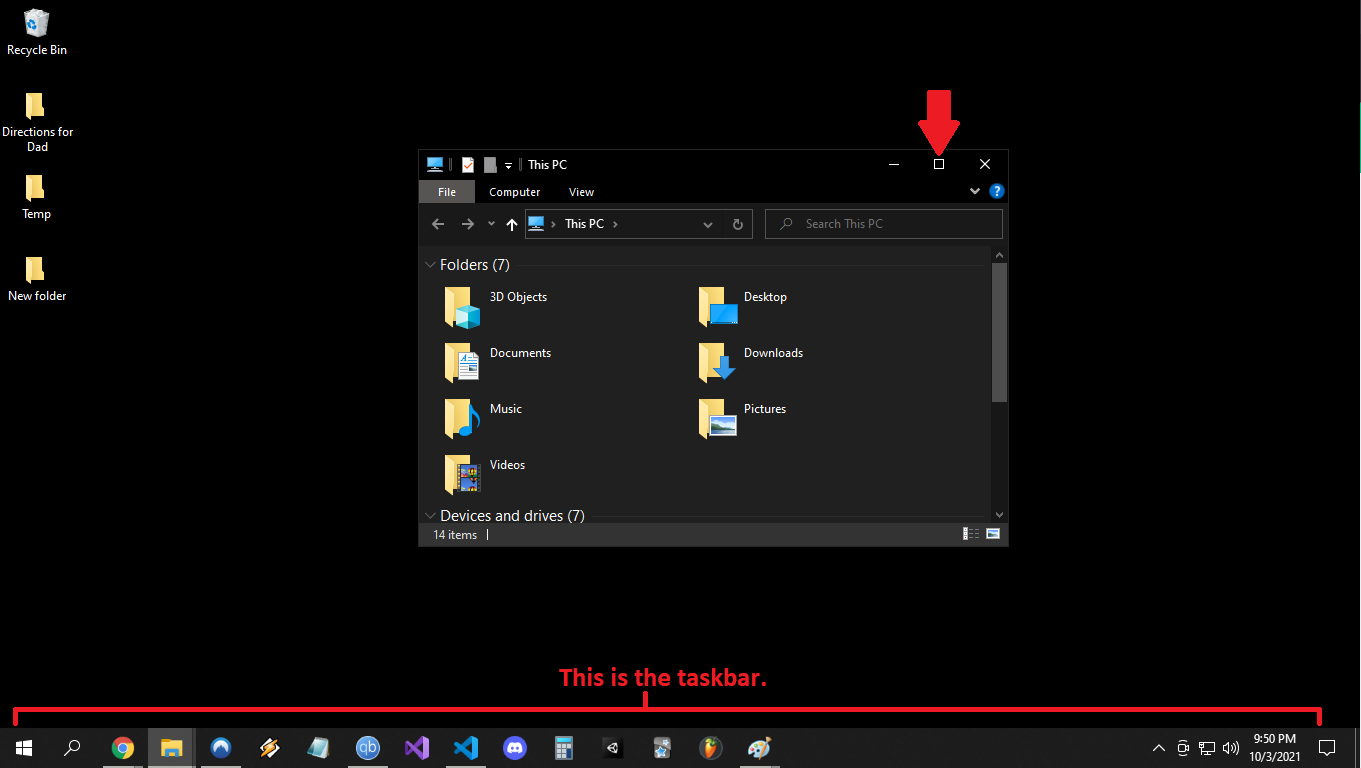 Recycle Bin
Directions for
Dad
Temp
New folder
This PC
File Computer View
This PC
Search This PC
Folders (7)
3D Objects
Desktop
Documents
Downloads
Music
Pictures
Videos
Devices and drives (7)
14 items
This is the taskbar.
qb
9:50 PM
10/3/2021